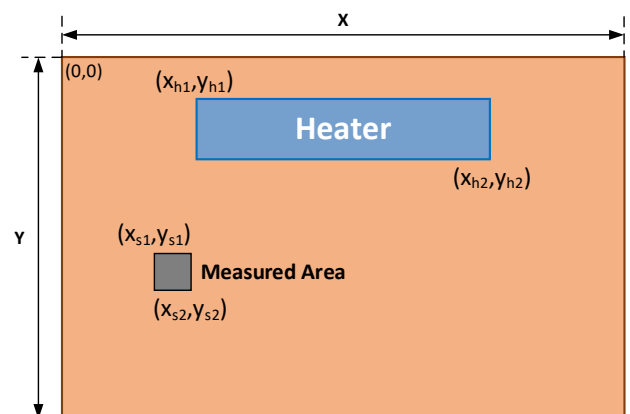 X
(0,0)
(xh1,yh1)
Heater
(xh2,yh2)
Y
(xs1,ys1)
Measured Area
(xs2,ys2)